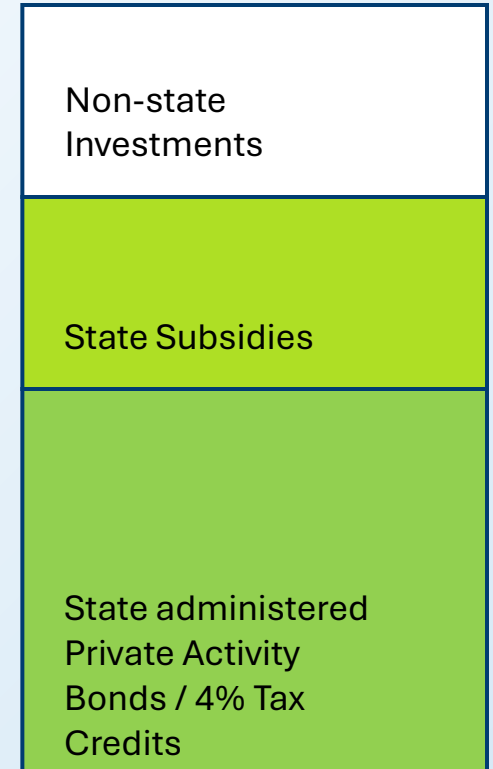 Non-state
Investments
State Subsidies
State administered
Private Activity
Bonds / 4% Tax
Credits